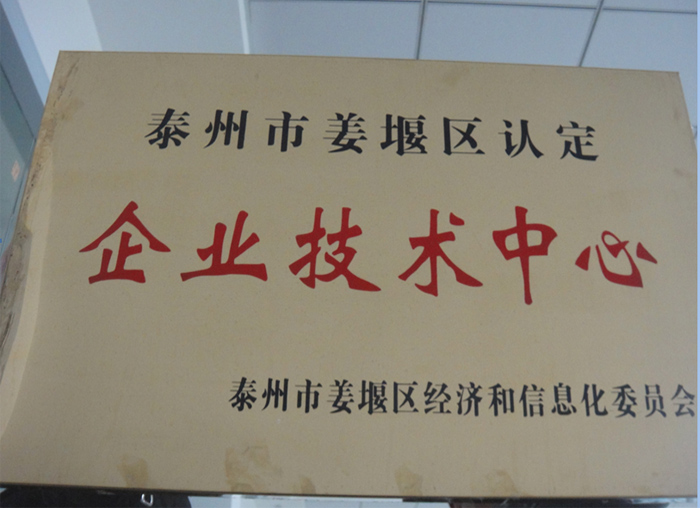 泰州市姜堰区认定
企业技术中心
泰州市姜堰区经济和信息化委员会